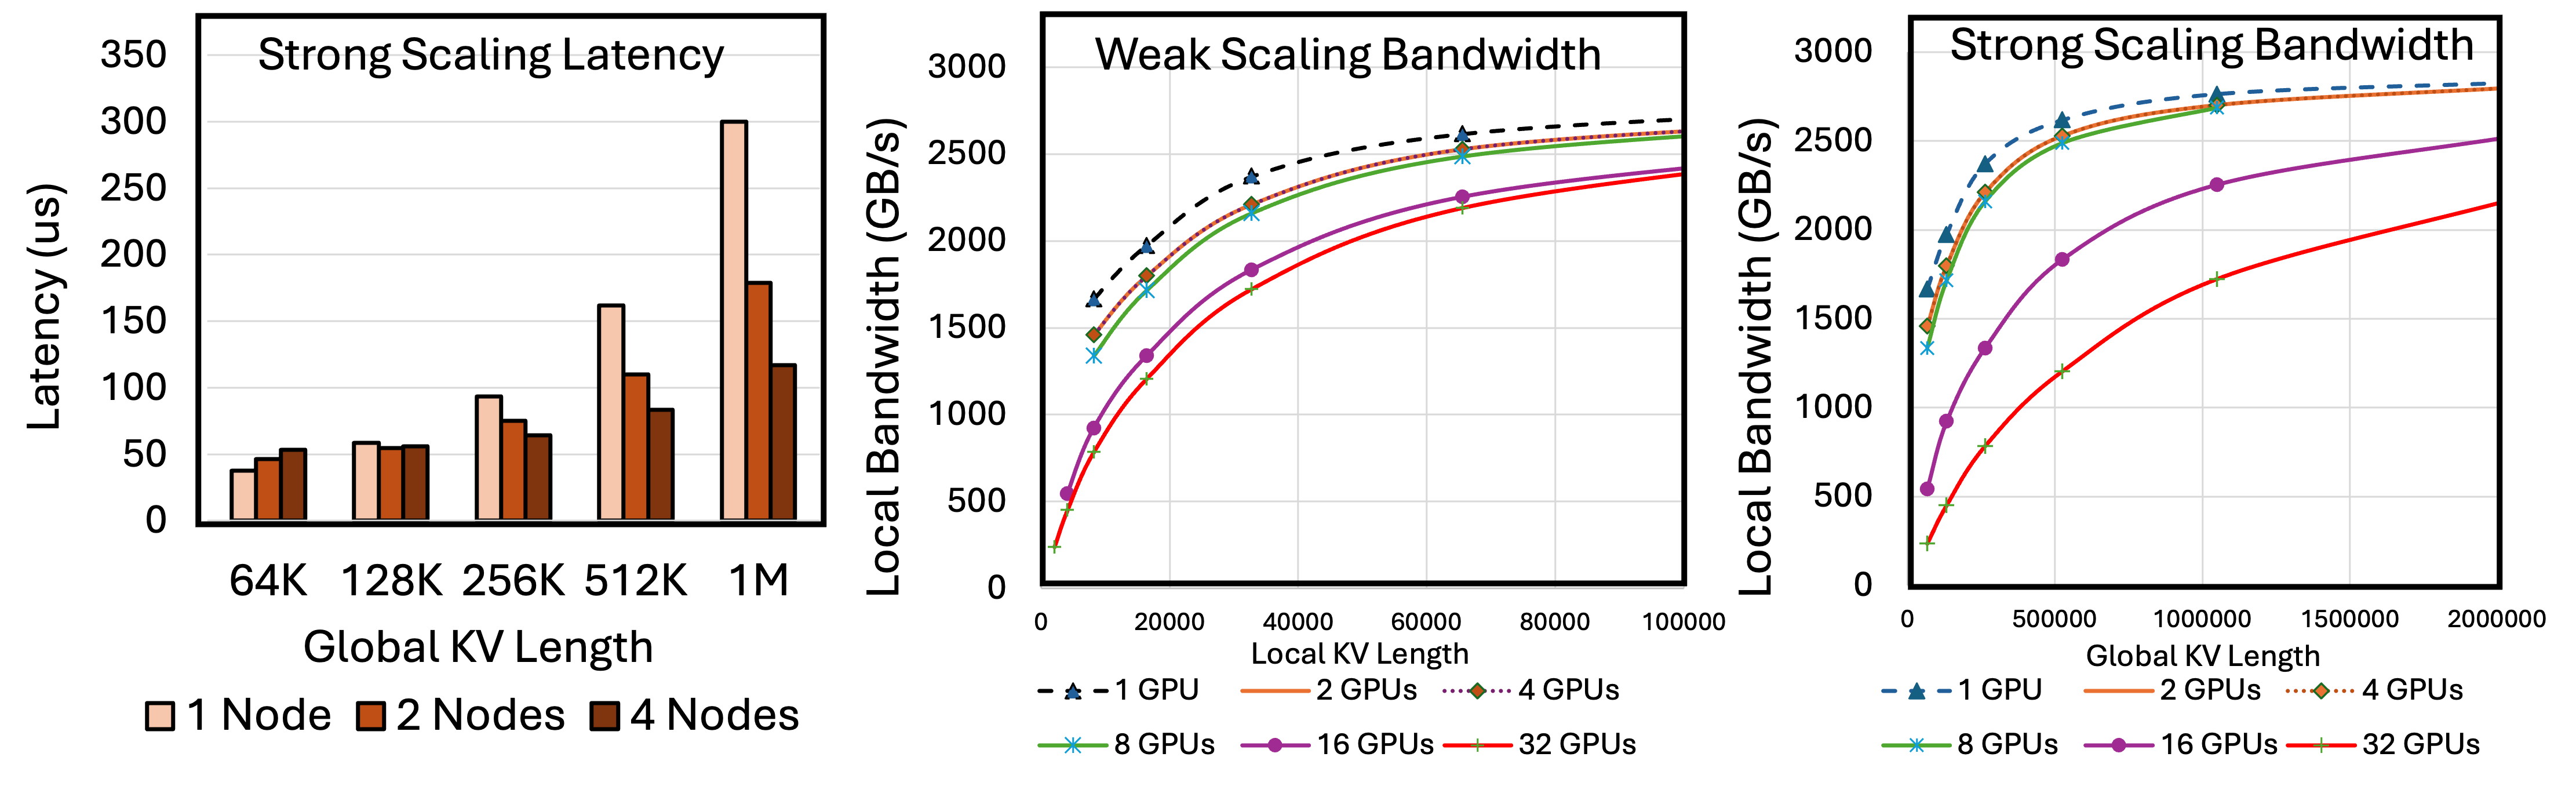 Strong Scaling Latency
Latency (us)
350
300
250
200
150
100
50
0
64K 128K 256K 512K 1M
Global KV Length
1 Node 2 Nodes 4 Nodes
Weak Scaling Bandwidth
Local Bandwidth (GB/s)
3000
2500
2000
1500
1000
500
0
0 20000 40000 60000 80000 100000
Local KV Length
1 GPU 2 GPUs 4 GPUs
8 GPUs 16 GPUs 32 GPUs
Strong Scaling Bandwidth
Local Bandwidth (GB/s)
3000
2500
2000
1500
1000
500
0
0 500000 1000000 1500000 2000000
Global KV Length
1 GPU 2 GPUs 4 GPUs
8 GPUs 16 GPUs 32 GPUs